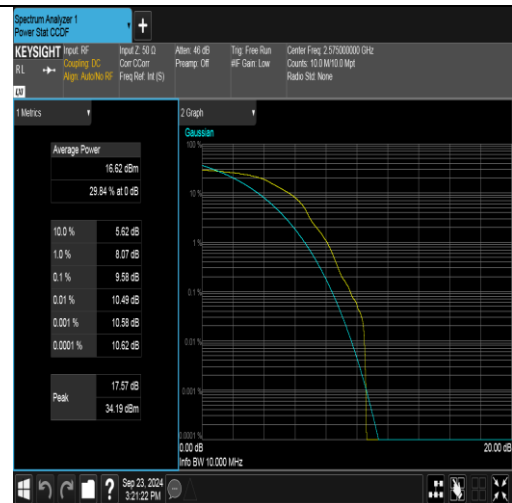 Spectrum Analyzer 1
Power Stat CCDF
KEYSIGHT
Input: RF
Coupling: DC
Align: Auto/No RF
Input Z: 50 Ω
Corr CCorr
Freq Ref: Int (S)
Atten: 46 dB
Preamp: Off
Trig: Free Run
#IF Gain: Low
Center Freq: 2.575000000 GHz
Counts: 10.0 M/10.0 Mpt
Radio Std: None
RL
LXI
1 Metrics
Average Power
16.62 dBm
29.84 % at 0 dB
10.0 % 5.62 dB
1.0 % 8.07 dB
0.1 % 9.58 dB
0.01 % 10.49 dB
0.001 % 10.58 dB
0.0001 % 10.62 dB
Peak 17.57 dB
34.19 dBm
2 Graph
Gaussian
100 %
10 %
1 %
0.1 %
0.01 %
0.001 %
0.0001 %
0.00 dB
20.00 dB
Info BW 10.000 MHz
?
Sep 23, 2024
3:21:22 PM